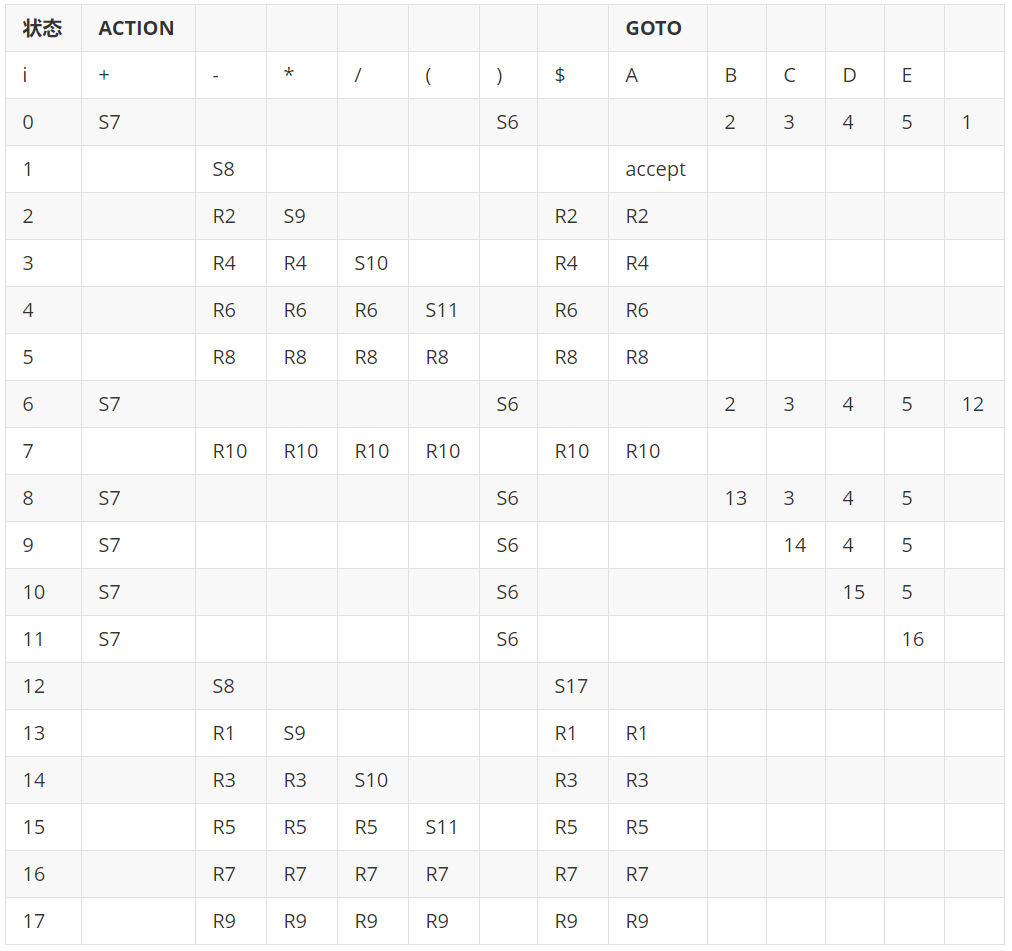 状态 ACTION GOTO
i + - * / ( ) $ A B C D E
0 S7 S6 2 3 4 5 1
1 S8 accept
2 R2 S9 R2 R2
3 R4 R4 S10 R4 R4
4 R6 R6 R6 S11 R6 R6
5 R8 R8 R8 R8 R8 R8
6 S7 S6 2 3 4 5 12
7 R10 R10 R10 R10 R10 R10
8 S7 S6 13 3 4 5
9 S7 S6 14 4 5
10 S7 S6 15 5
11 S7 S6 16
12 S8 S17
13 R1 S9 R1 R1
14 R3 R3 S10 R3 R3
15 R5 R5 R5 S11 R5 R5
16 R7 R7 R7 R7 R7 R7
17 R9 R9 R9 R9 R9 R9